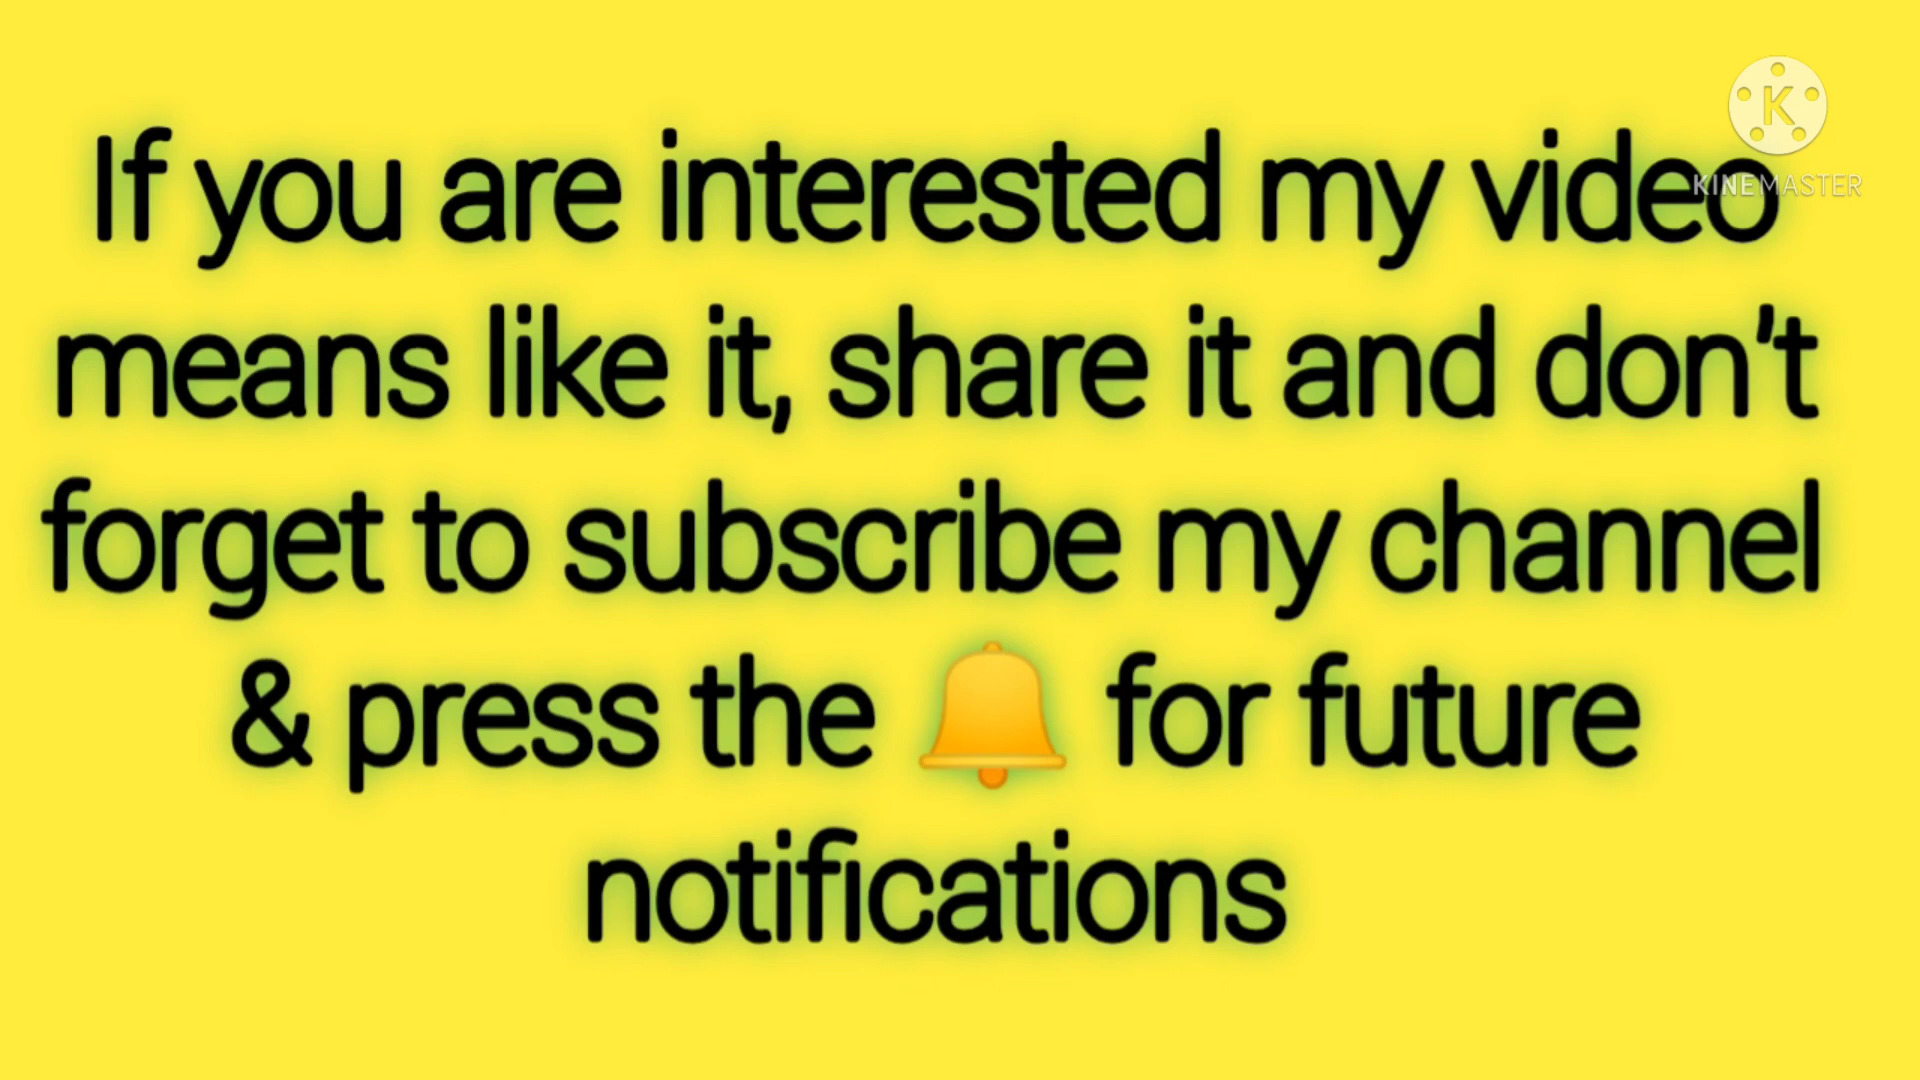 K
KINEMASTER
If you are interested my video
means like it, share it and don't
forget to subscribe my channel
& press the 🔔 for future
notifications